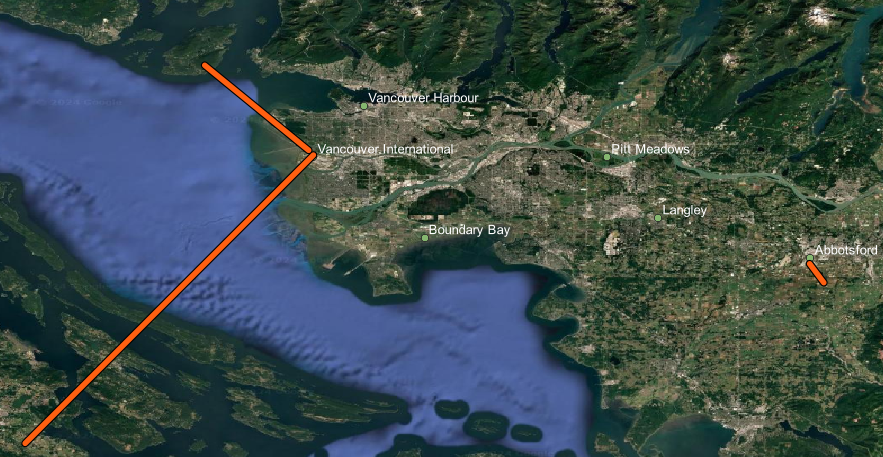 Vancouver Harbour
Vancouver International
Pitt Meadows
Langley
Boundary Bay
Abbotsford